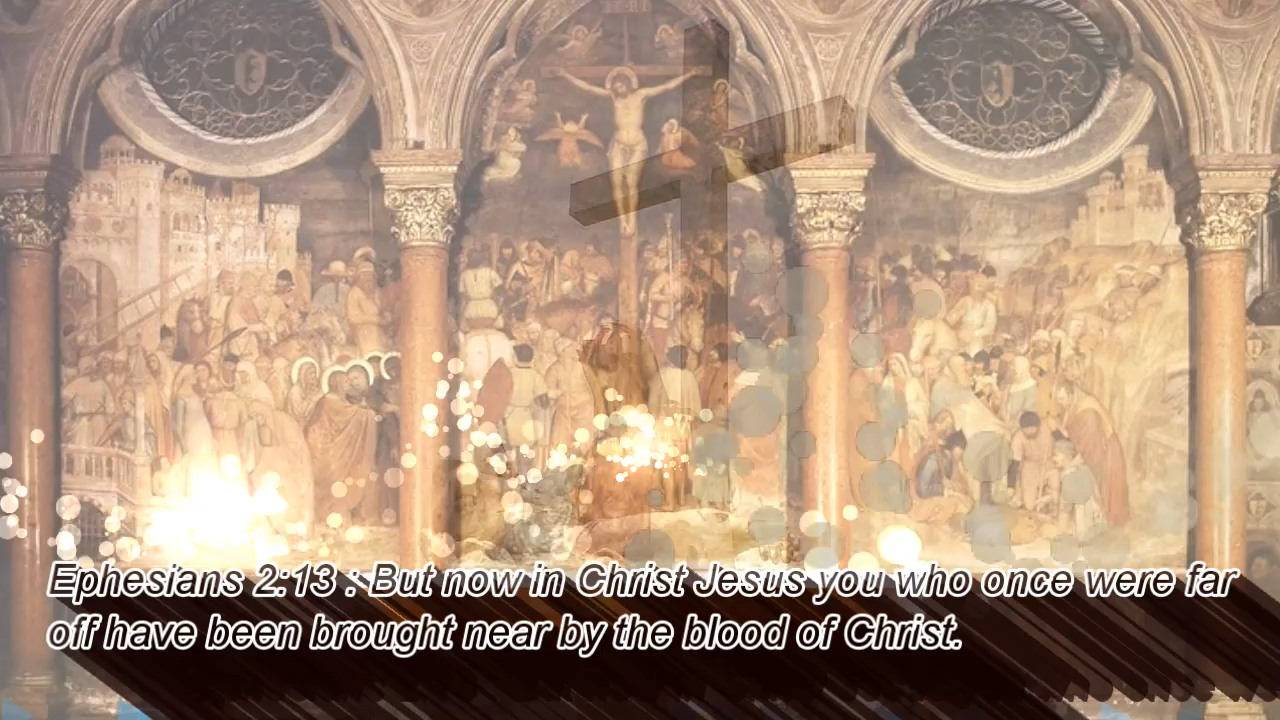 Ephesians 2:13 : But now in Christ Jesus you who once were far
off have been brought near by the blood of Christ.